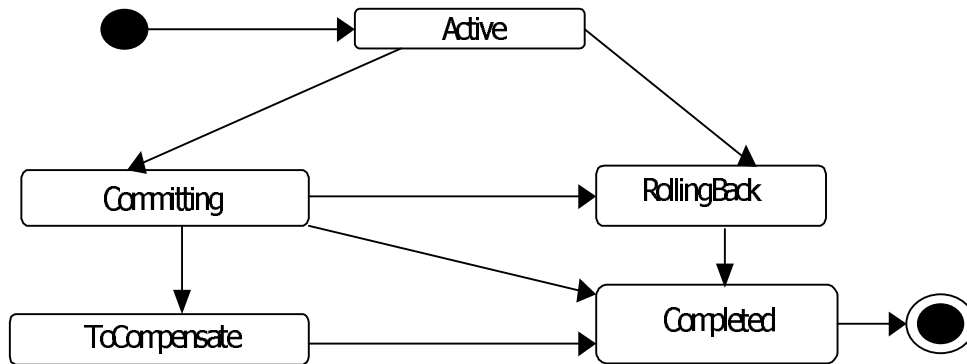 Active
Committing
RollingBack
ToCompensate
Completed